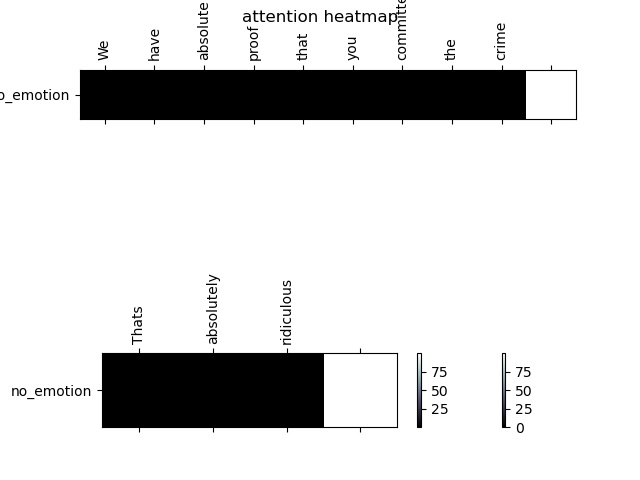 attention heatmap
We have absolute proof that you committe the crime
o_emotion
Thats absolutely ridiculous
no_emotion
75
50
25
75
50
25
0